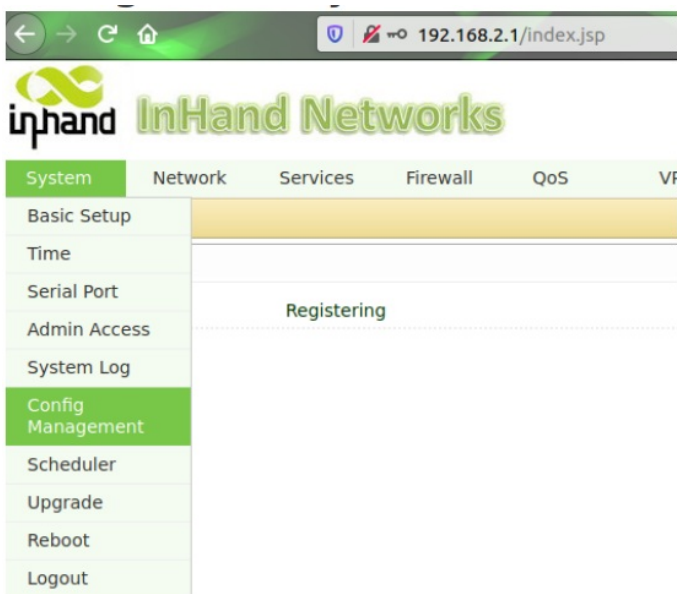 192.168.2.1/index.jsp
inhand InHand Networks
System Network Services Firewall QoS
Basic Setup
Time
Serial Port
Registering
Admin Access
System Log
Config
Management
Scheduler
Upgrade
Reboot
Logout